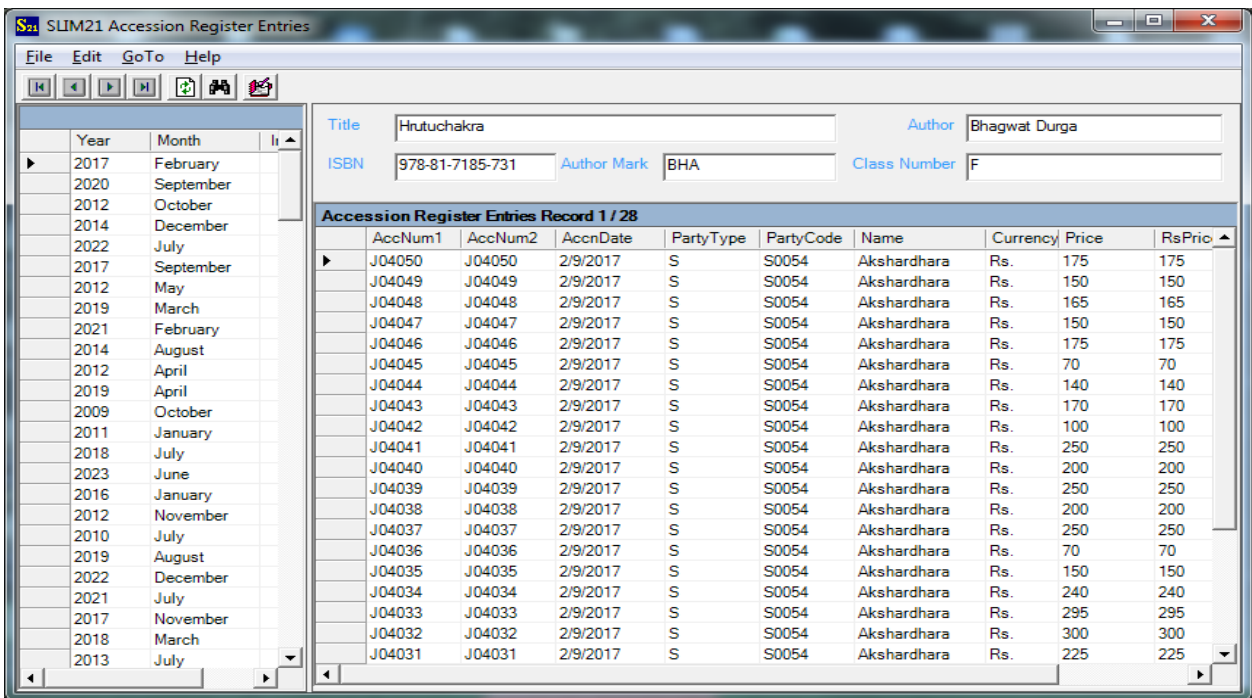 S21 SLIM21 Accession Register Entries
File Edit GoTo Help
Year Month
2017 February
2020 September
2012 October
2014 December
2022 July
2017 September
2012 May
2019 March
2021 February
2014 August
2012 April
2019 April
2009 October
2011 January
2018 July
2023 June
2016 January
2012 November
2010 July
2019 August
2022 December
2021 July
2017 November
2018 March
2013 July
Title Hrutuchakra Author Bhagwat Durga
ISBN 978-81-7185-731 Author Mark BHA Class Number F
Accession Register Entries Record 1 / 28
AccNum1 AccNum2 AccnDate PartyType PartyCode Name Currency Price RsPric
J04050 J04050 2/9/2017 S S0054 Akshardhara Rs. 175 175
J04049 J04049 2/9/2017 S S0054 Akshardhara Rs. 150 150
J04048 J04048 2/9/2017 S S0054 Akshardhara Rs. 165 165
J04047 J04047 2/9/2017 S S0054 Akshardhara Rs. 150 150
J04046 J04046 2/9/2017 S S0054 Akshardhara Rs. 175 175
J04045 J04045 2/9/2017 S S0054 Akshardhara Rs. 70 70
J04044 J04044 2/9/2017 S S0054 Akshardhara Rs. 140 140
J04043 J04043 2/9/2017 S S0054 Akshardhara Rs. 170 170
J04042 J04042 2/9/2017 S S0054 Akshardhara Rs. 100 100
J04041 J04041 2/9/2017 S S0054 Akshardhara Rs. 250 250
J04040 J04040 2/9/2017 S S0054 Akshardhara Rs. 200 200
J04039 J04039 2/9/2017 S S0054 Akshardhara Rs. 250 250
J04038 J04038 2/9/2017 S S0054 Akshardhara Rs. 200 200
J04037 J04037 2/9/2017 S S0054 Akshardhara Rs. 250 250
J04036 J04036 2/9/2017 S S0054 Akshardhara Rs. 70 70
J04035 J04035 2/9/2017 S S0054 Akshardhara Rs. 150 150
J04034 J04034 2/9/2017 S S0054 Akshardhara Rs. 240 240
J04033 J04033 2/9/2017 S S0054 Akshardhara Rs. 295 295
J04032 J04032 2/9/2017 S S0054 Akshardhara Rs. 300 300
J04031 J04031 2/9/2017 S S0054 Akshardhara Rs. 225 225